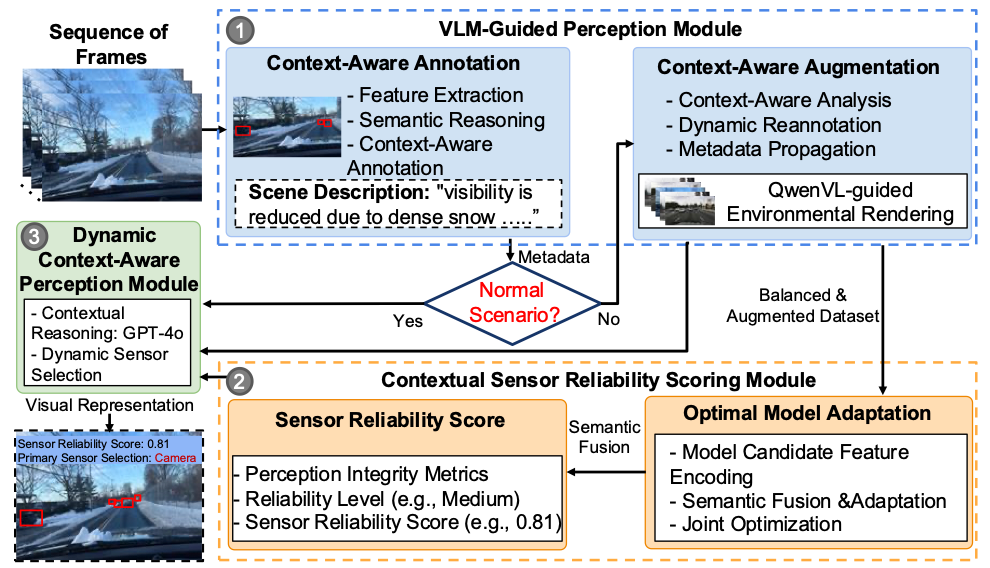 Sequence of
Frames
1
VLM-Guided Perception Module
Context-Aware Annotation
- Feature Extraction
- Semantic Reasoning
- Context-Aware
Annotation
Scene Description: "visibility is
reduced due to dense snow ....."
Context-Aware Augmentation
- Context-Aware Analysis
- Dynamic Reannotation
- Metadata Propagation
QwenVL-guided
Environmental Rendering
Metadata
Normal
Scenario?
Yes
No
Balanced &
Augmented Dataset
3
Dynamic
Context-Aware
Perception Module
- Contextual
Reasoning: GPT-4o
- Dynamic Sensor
Selection
Visual Representation
Sensor Reliability Score: 0.81
Primary Sensor Selection: Camera
2
Contextual Sensor Reliability Scoring Module
Sensor Reliability Score
- Perception Integrity Metrics
- Reliability Level (e.g., Medium)
- Sensor Reliability Score (e.g., 0.81)
Semantic
Fusion
Optimal Model Adaptation
- Model Candidate Feature
Encoding
- Semantic Fusion &Adaptation
- Joint Optimization